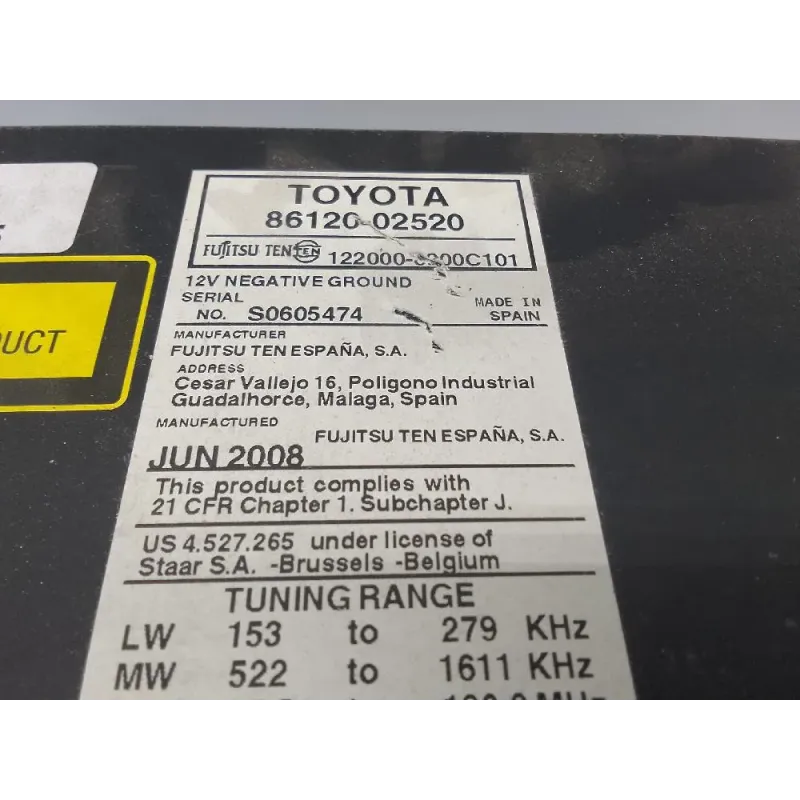 TOYOTA
86120-02520
FUJITSU TEN TEN 122000-
12V NEGATIVE GROUND
SERIAL
NO. S0605474
MADE IN
SPAIN
MANUFACTURER
FUJITSU TEN ESPAÑA, S.A.
ADDRESS
Cesar Vallejo 16, Poligono Industrial
Guadalhorce, Malaga, Spain
MANUFACTURED
FUJITSU TEN ESPAÑA, S.A.
JUN 2008
This product complies with
21 CFR Chapter 1. Subchapter J.
US 4.527.265 under license of
Staar S.A. -Brussels -Belgium
TUNING RANGE
LW 153 to 279 KHz
MW 522 to 1611 KHz